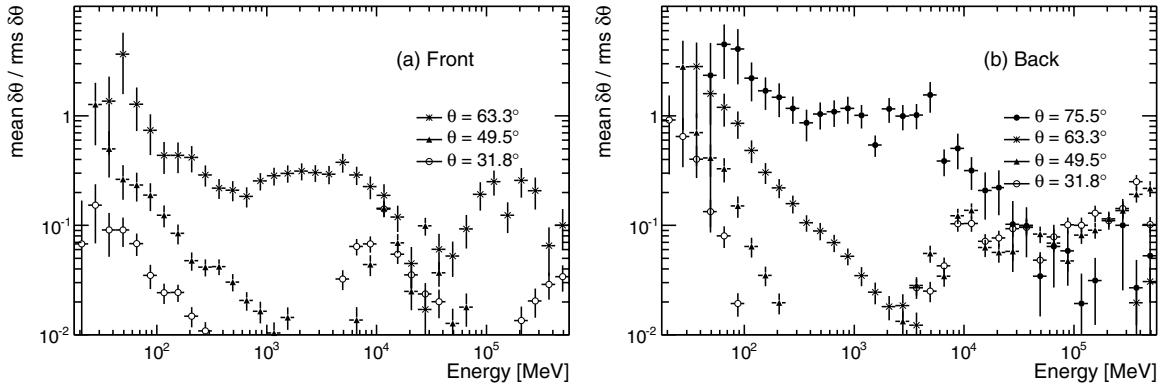 mean δθ / rms δθ
(a) Front
θ = 63.3°
θ = 49.5°
θ = 31.8°
1
10⁻¹
10⁻²
10² 10³ 10⁴ 10⁵
Energy [MeV]
mean δθ / rms δθ
(b) Back
θ = 75.5°
θ = 63.3°
θ = 49.5°
θ = 31.8°
1
10⁻¹
10⁻²
10² 10³ 10⁴ 10⁵
Energy [MeV]